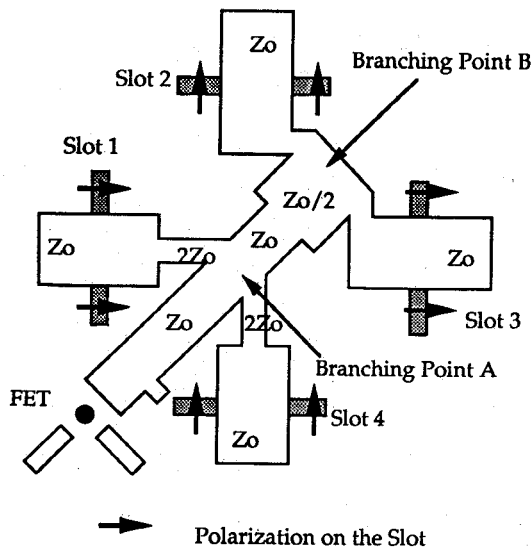 Zo
Branching Point B
Slot 2
Slot 1
Zo/2
Zo
2Zo
Zo
Zo
Zo
2Zo
Slot 3
Branching Point A
FET
Zo
Slot 4
Polarization on the Slot